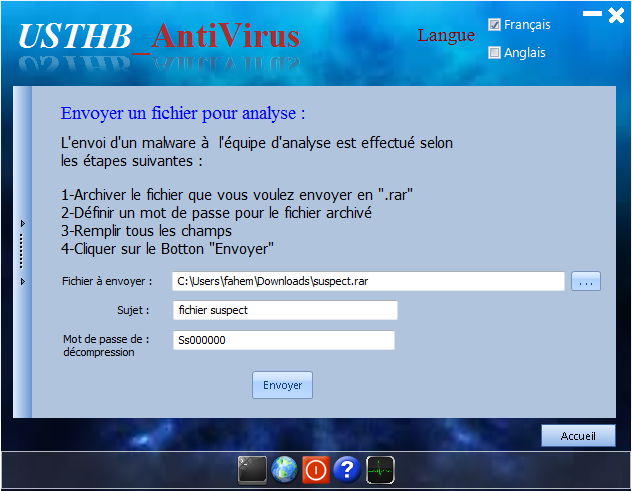 USTHB_AntiVirus
Langue
Français
Anglais
Envoyer un fichier pour analyse :
L'envoi d'un malware à l'équipe d'analyse est effectué selon
les étapes suivantes :
1-Archiver le fichier que vous voulez envoyer en ".rar"
2-Définir un mot de passe pour le fichier archivé
3-Remplir tous les champs
4-Cliquer sur le Botton "Envoyer"
Fichier à envoyer : C:\Users\fahem\Downloads\suspect.rar ...
Sujet : fichier suspect
Mot de passe de : Ss000000
décompression
Envoyer
Accueil